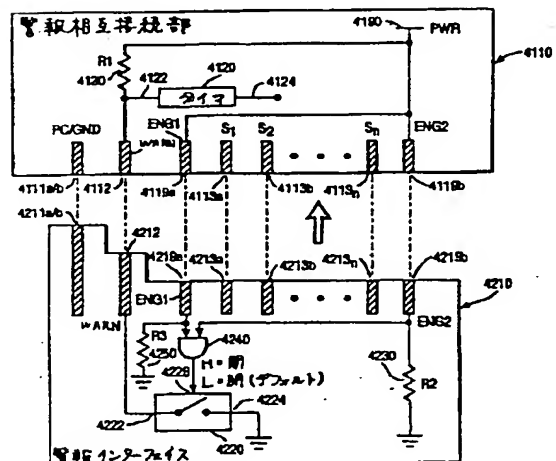 警報相互接続部
4190
PWR
4110
R1
4120
4122
4120
タイマ
4124
PC/GND
WARN
ENG1
S1
S2
Sn
ENG2
4111a/b
4112
4119a
4113a
4113b
4113n
4119b
4211a/b
4212
4219a
4213a
4213b
4213n
4219b
4210
WARN
ENG1
ENG2
R3
4250
4240
H=閉
L=開(デフォルト)
4230
R2
4228
4222
4224
4220
警報インターフェイス